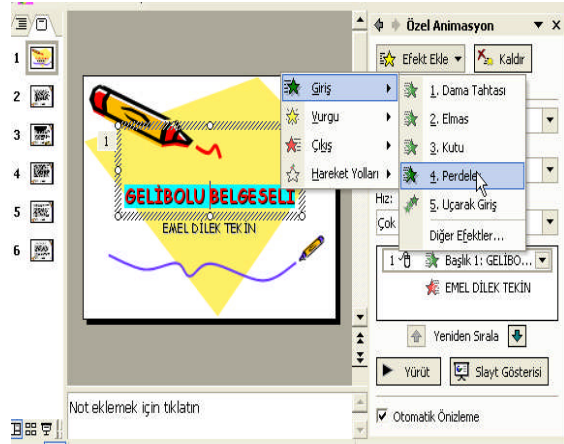 Özel Animasyon
Efekt Ekle
Kaldır
1
2
3
4
5
6
1
GELİBOLU BELGESELİ
EMEL DİLEK TEKİN
Giriş
Vurgu
Çıkış
Hareket Yolları
1. Dama Tahtası
2. Elmas
3. Kutu
4. Perdele
5. Uçarak Giriş
Diğer Efektler...
Hız:
Çok
1 Başlık 1: GELİBO...
EMEL DİLEK TEKİN
Yeniden Sırala
Yürüt
Slayt Gösterisi
Otomatik Önizleme
Not eklemek için tıklatın